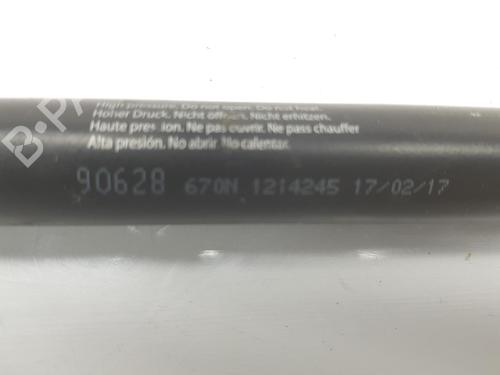 High pressure. Do not open. Do not heat.
Hoher Druck. Nicht öffnen. Nicht erhitzen.
Haute pression. Ne pas ouvrir. Ne pass chauffer
Alta presión. No abrir. No calentar.
90628 670N 1214245 17/02/17